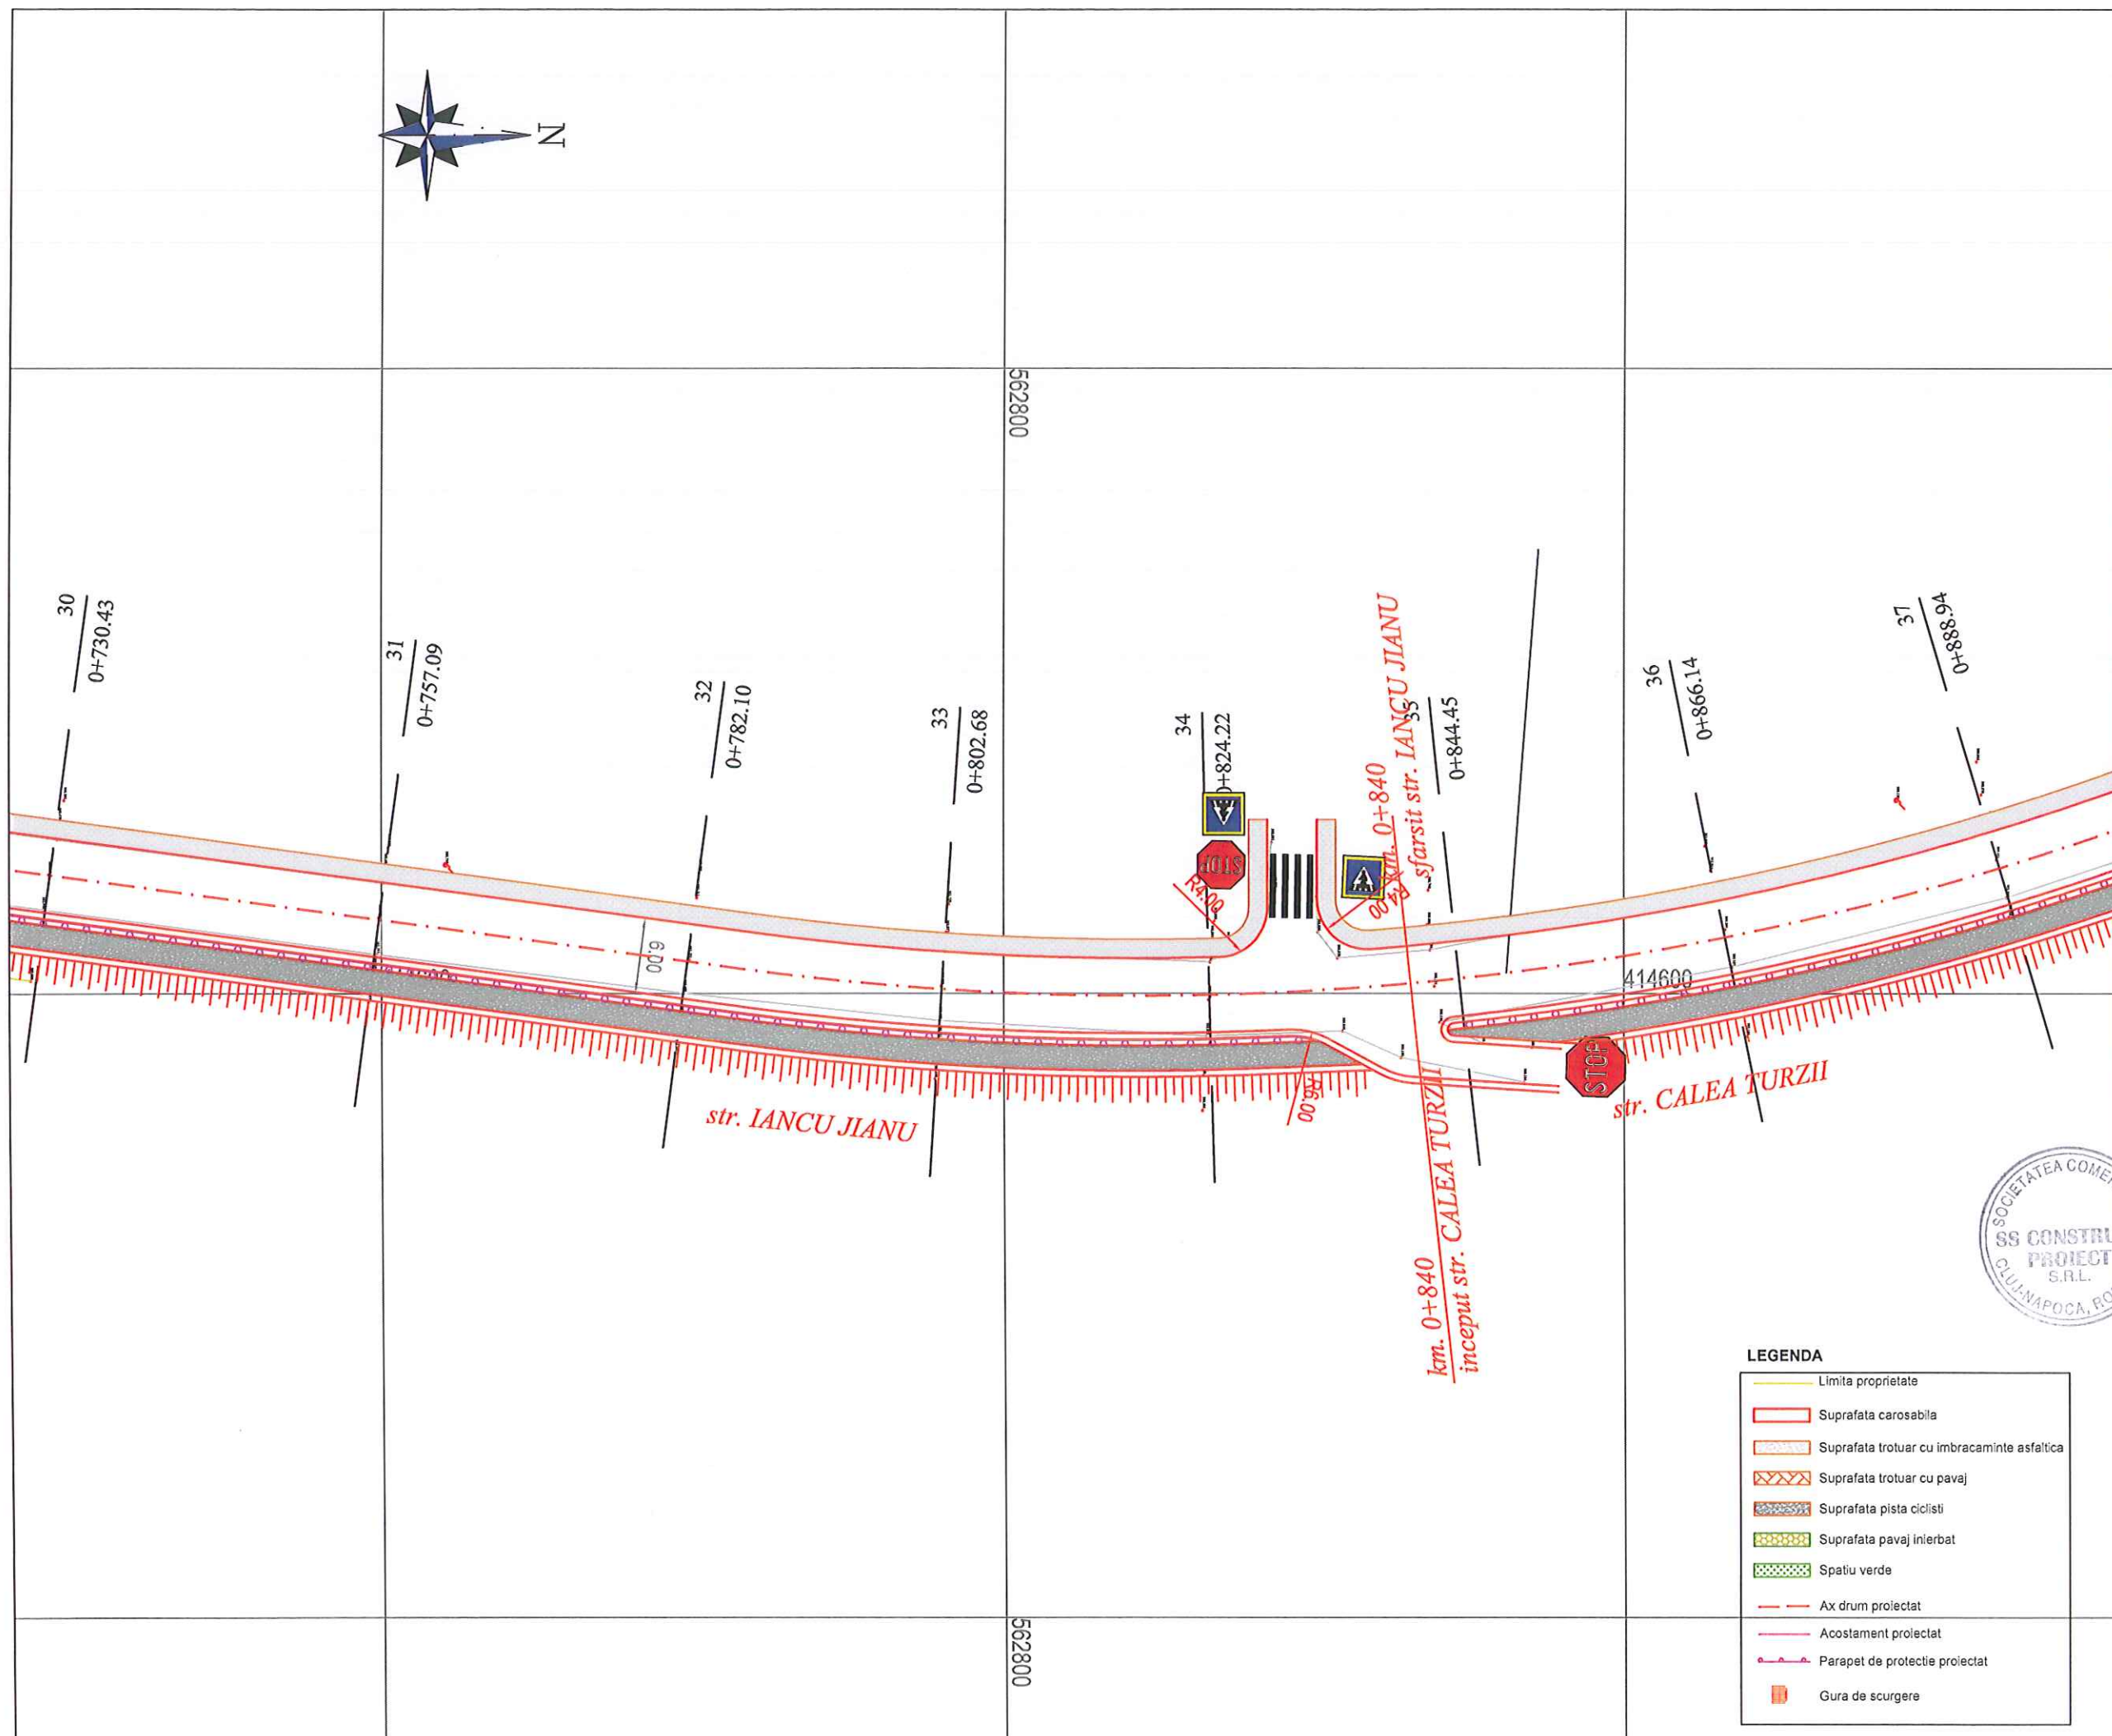 N
562800
30
0+730.43
31
0+757.09
32
0+782.10
33
0+802.68
34
0+824.22
km. 0+840
sfarsit str. IANCU JIANU
35
0+844.45
36
0+866.14
37
0+888.94
STOP
R4.00
R4.00
6.00
414600
STOP
R6.00
str. IANCU JIANU
str. CALEA TURZII
km. 0+840
inceput str. CALEA TURZII
SOCIETATEA COME
SS CONSTRU
PROIECT
S.R.L.
CLUJ-NAPOCA, RO
562800
LEGENDA
Limita proprietate
Suprafata carosabila
Suprafata trotuar cu imbracaminte asfaltica
Suprafata trotuar cu pavaj
Suprafata pista ciclisti
Suprafata pavaj inierbat
Spatiu verde
Ax drum proiectat
Acostament proiectat
Parapet de protectie proiectat
Gura de scurgere